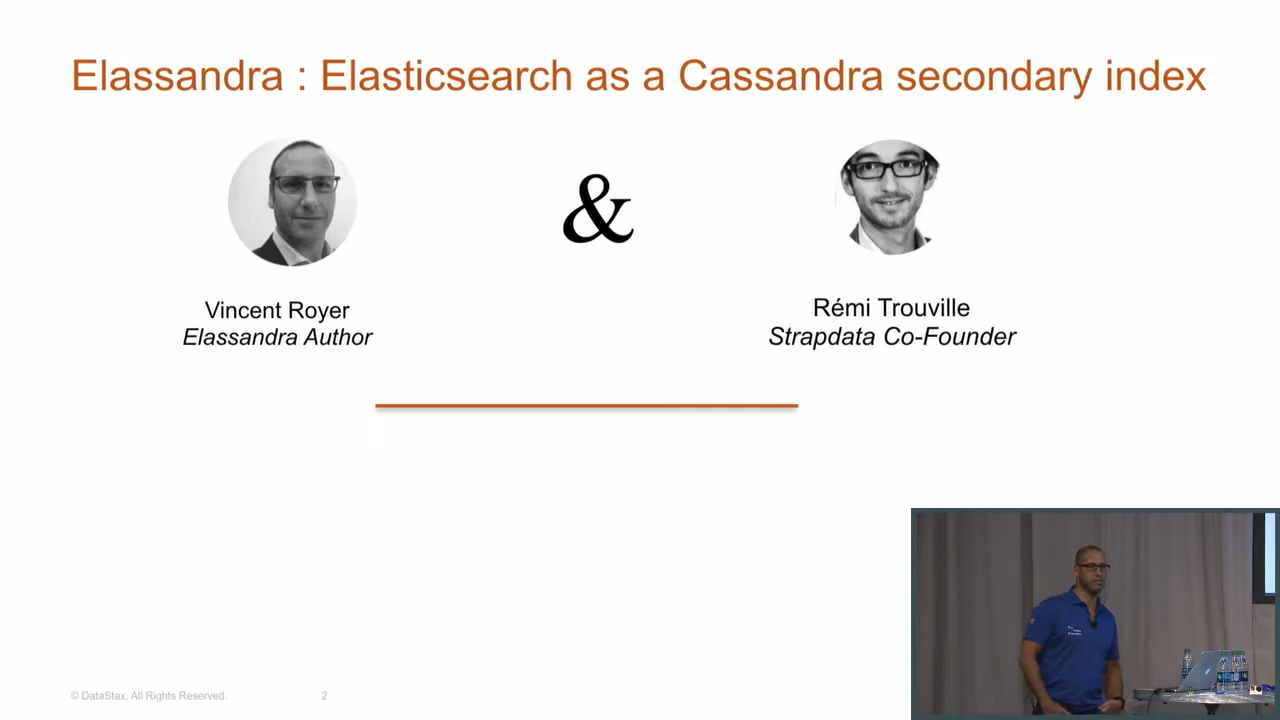 Elassandra : Elasticsearch as a Cassandra secondary index
&
Vincent Royer
Elassandra Author
Rémi Trouville
Strapdata Co-Founder
© DataStax, All Rights Reserved.
2